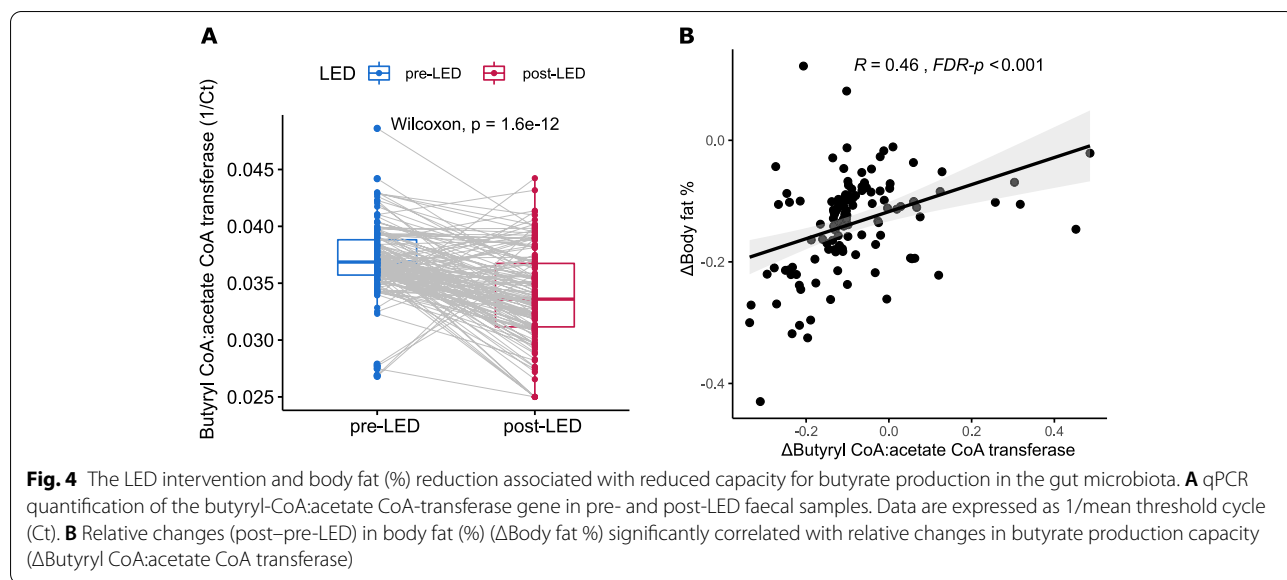 A
LED pre-LED post-LED
Wilcoxon, p = 1.6e-12
Butyryl CoA:acetate CoA transferase (1/Ct)
0.045
0.040
0.035
0.030
0.025
pre-LED post-LED
B
R = 0.46 , FDR-p < 0.001
ΔBody fat %
0.0
-0.2
-0.4
-0.2 0.0 0.2 0.4
ΔButyryl CoA:acetate CoA transferase
Fig. 4 The LED intervention and body fat (%) reduction associated with reduced capacity for butyrate production in the gut microbiota. A qPCR
quantification of the butyryl-CoA:acetate CoA-transferase gene in pre- and post-LED faecal samples. Data are expressed as 1/mean threshold cycle
(Ct). B Relative changes (post–pre-LED) in body fat (%) (ΔBody fat %) significantly correlated with relative changes in butyrate production capacity
(ΔButyryl CoA:acetate CoA transferase)